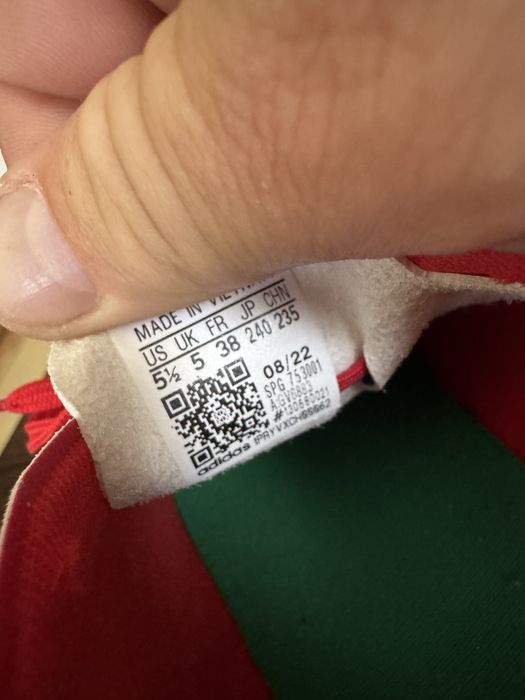 MADE IN VIETNAM
US UK FR JP CHN
5½ 5 38 240 235
08/22
SPG 753001
adidas